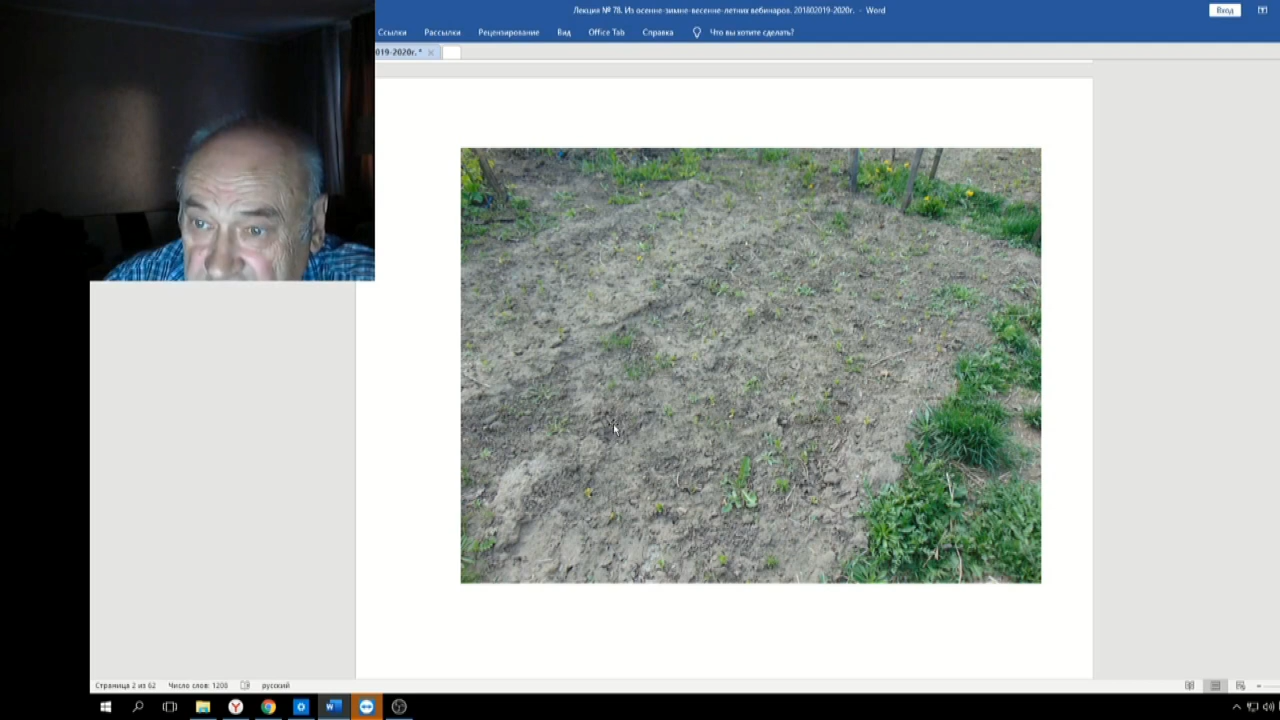 Лекция № 78. Из осенне-зимне-весенне-летних вебинаров. 201802019-2020г. - Word
Вход
Ссылки Рассылки Рецензирование Вид Office Tab Справка Что вы хотите сделать?
019-2020г. *
Страница 2 из 62 Число слов: 1208 русский